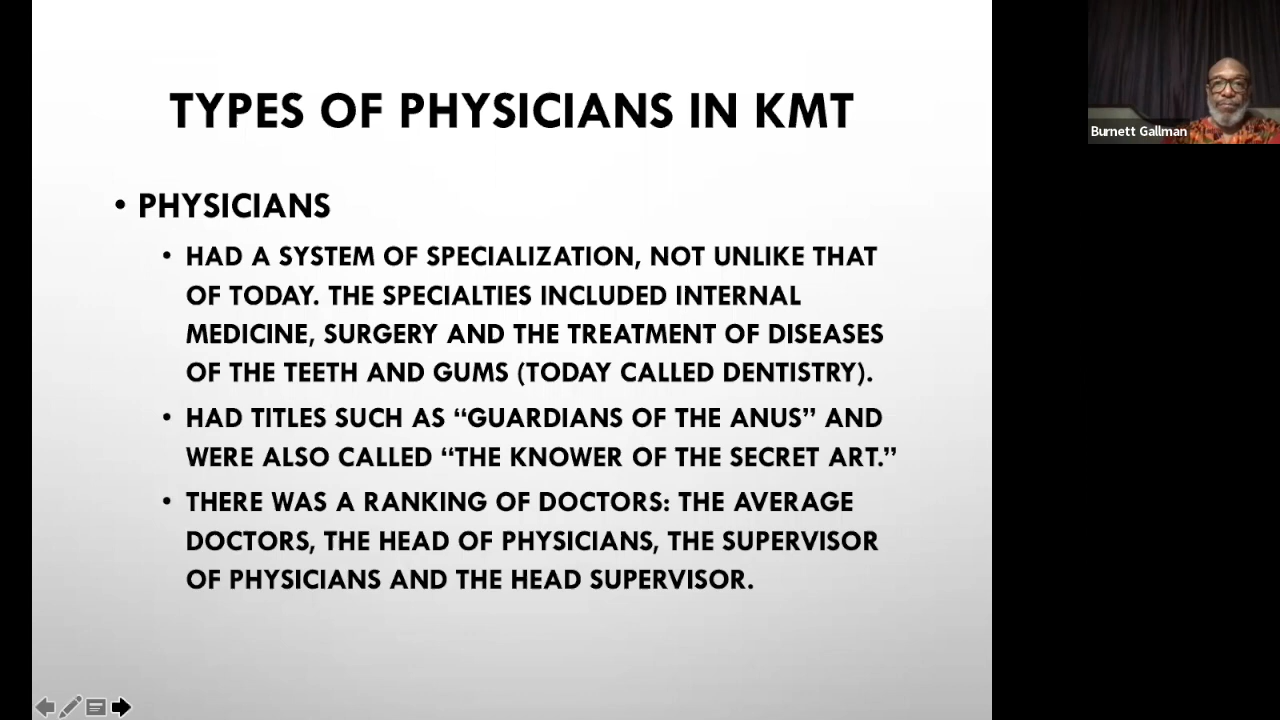 TYPES OF PHYSICIANS IN KMT
• PHYSICIANS
• HAD A SYSTEM OF SPECIALIZATION, NOT UNLIKE THAT
OF TODAY. THE SPECIALTIES INCLUDED INTERNAL
MEDICINE, SURGERY AND THE TREATMENT OF DISEASES
OF THE TEETH AND GUMS (TODAY CALLED DENTISTRY).
• HAD TITLES SUCH AS “GUARDIANS OF THE ANUS” AND
WERE ALSO CALLED “THE KNOWER OF THE SECRET ART.”
• THERE WAS A RANKING OF DOCTORS: THE AVERAGE
DOCTORS, THE HEAD OF PHYSICIANS, THE SUPERVISOR
OF PHYSICIANS AND THE HEAD SUPERVISOR.
Burnett Gallman